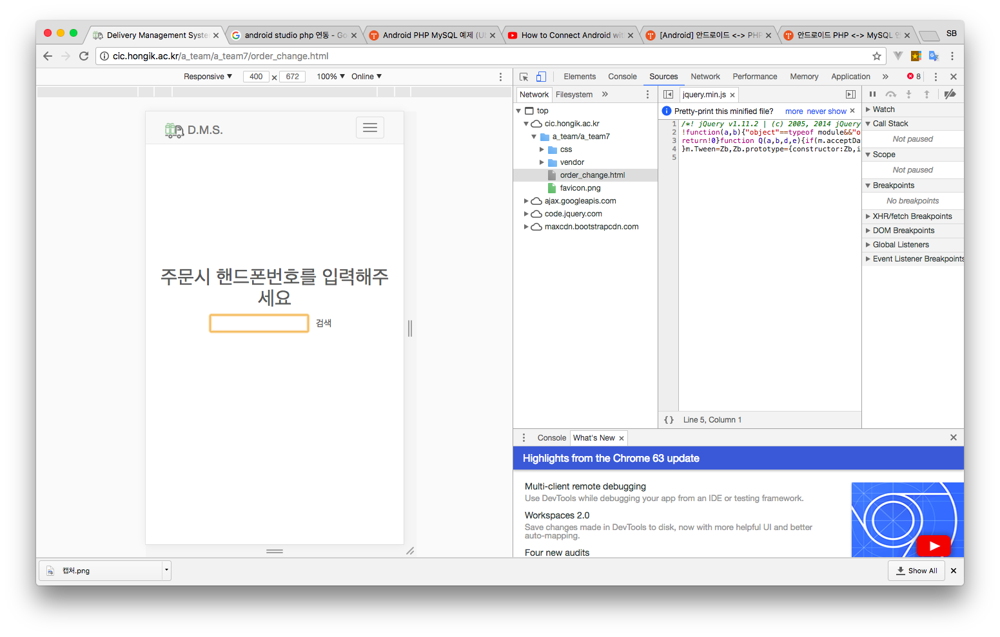 Delivery Management Syste
android studio php 연동 - Go
Android PHP MySQL 예제 (UI
How to Connect Android wit
[Android] 안드로이드 <-> PHP
안드로이드 PHP <-> MySQL 연
SB
cic.hongik.ac.kr/a_team/a_team7/order_change.html
Responsive ▼ 400 x 672 100% ▼ Online ▼
Elements Console Sources Network Performance Memory Application » 8
Network Filesystem »
jquery.min.js
top
cic.hongik.ac.kr
a_team/a_team7
css
vendor
order_change.html
favicon.png
ajax.googleapis.com
code.jquery.com
maxcdn.bootstrapcdn.com
Pretty-print this minified file? more never show
1 /*! jQuery v1.11.2 | (c) 2005, 2014 jQuery
2 !function(a,b){"object"==typeof module&&"o
3 return!0}function Q(a,b,d,e){if(m.acceptDa
4 }m.Tween=Zb,Zb.prototype={constructor:Zb,i
5
{} Line 5, Column 1
Watch
Call Stack
Not paused
Scope
Not paused
Breakpoints
No breakpoints
XHR/fetch Breakpoints
DOM Breakpoints
Global Listeners
Event Listener Breakpoints
D.M.S.
주문시 핸드폰번호를 입력해주
세요
검색
Console What's New
Highlights from the Chrome 63 update
Multi-client remote debugging
Use DevTools while debugging your app from an IDE or testing framework.
Workspaces 2.0
Save changes made in DevTools to disk, now with more helpful UI and better
auto-mapping.
Four new audits
캡처.png
Show All